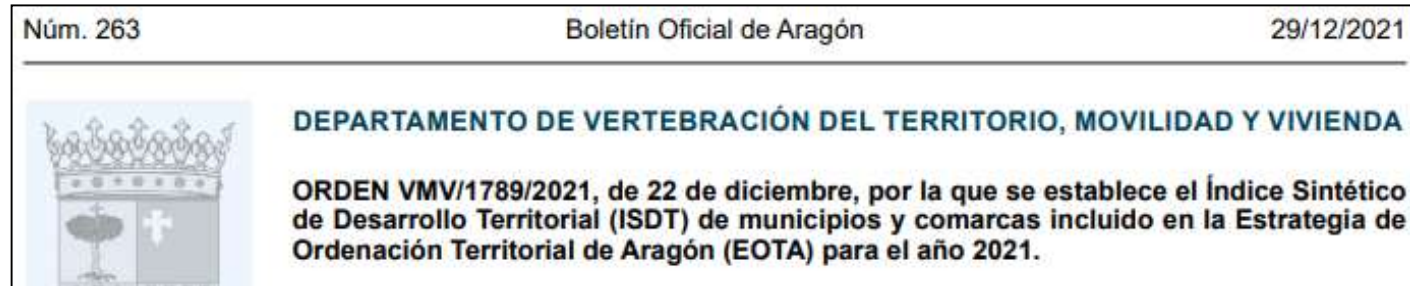 Núm. 263 Boletín Oficial de Aragón 29/12/2021
DEPARTAMENTO DE VERTEBRACIÓN DEL TERRITORIO, MOVILIDAD Y VIVIENDA
ORDEN VMV/1789/2021, de 22 de diciembre, por la que se establece el Índice Sintético
de Desarrollo Territorial (ISDT) de municipios y comarcas incluido en la Estrategia de
Ordenación Territorial de Aragón (EOTA) para el año 2021.